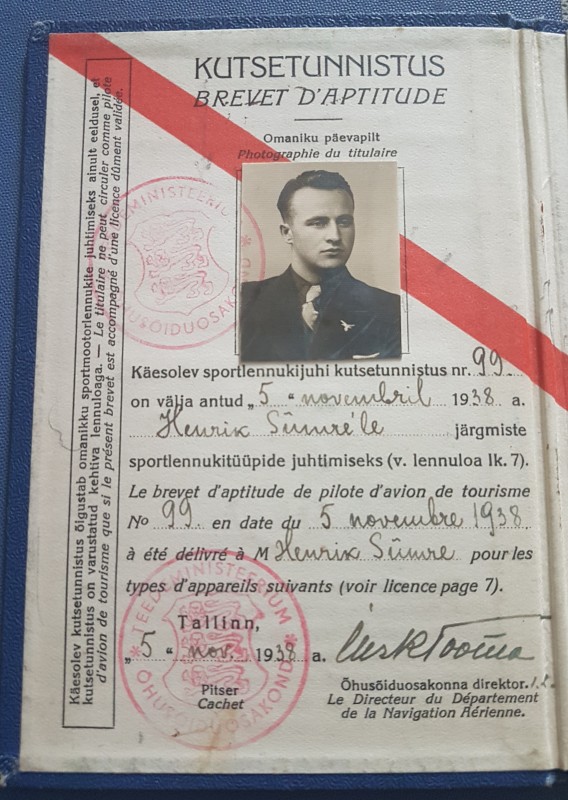 KUTSETUNNISTUS
BREVET D'APTITUDE
Omaniku päevapilt
Photographie du titulaire
Käesolev sportlennukijuhi kutsetunnistus nr. 99.
on välja antud „5 “ novembril 1938 a.
Henrik Sümre'le järgmiste
sportlennukitüüpide juhtimiseks (v. lennuloa lk. 7).
Le brevet d'aptitude de pilote d'avion de tourisme
No 99. en date du 5 novembre 1938
à été délivré à M Henrik Sümre pour les
types d'appareils suivants (voir licence page 7).
Tallinn,
„5 “ nov. 1938 a.
Pitser
Cachet
Õhusõiduosakonna direktor.
Le Directeur du Département
de la Navigation Aérienne.
TEEDEMINISTEERIUM
ÕHUSÕIDUOSAKOND
TEEDEMINISTEERIUM
ÕHUSÕIDUOSAKOND
Käesolev kutsetunnistus õigustab omanikku sportmootorlennukite juhtimiseks ainult eeldusel, et
kutsetunnistus on varustatud kehtiva lennuloaga. — Le titulaire ne peut circuler comme pilote
d'avion de tourisme que si le présent brevet est accompagné d'une licence dûment validée.